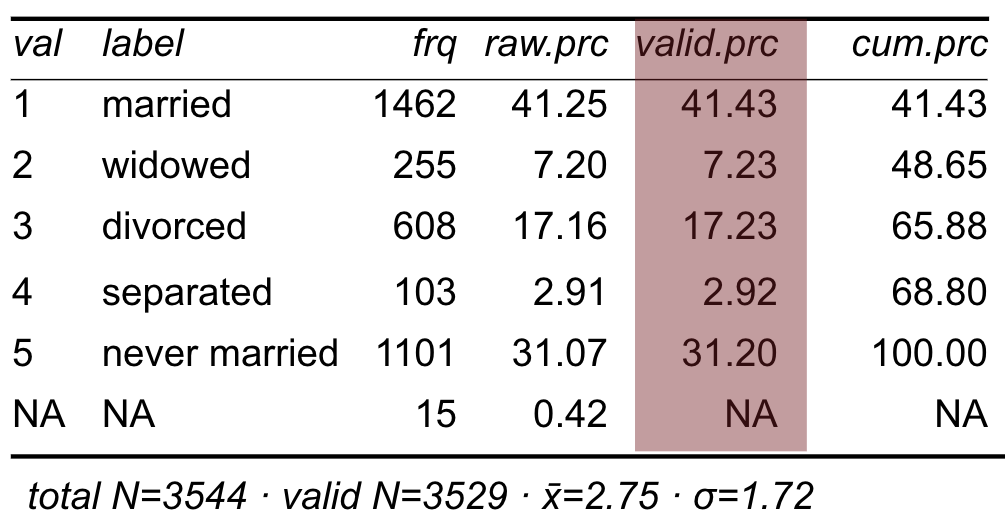 val label frq raw.prc valid.prc cum.prc
1 married 1462 41.25 41.43 41.43
2 widowed 255 7.20 7.23 48.65
3 divorced 608 17.16 17.23 65.88
4 separated 103 2.91 2.92 68.80
5 never married 1101 31.07 31.20 100.00
NA NA 15 0.42 NA NA
total N=3544 · valid N=3529 · x̄=2.75 · σ=1.72